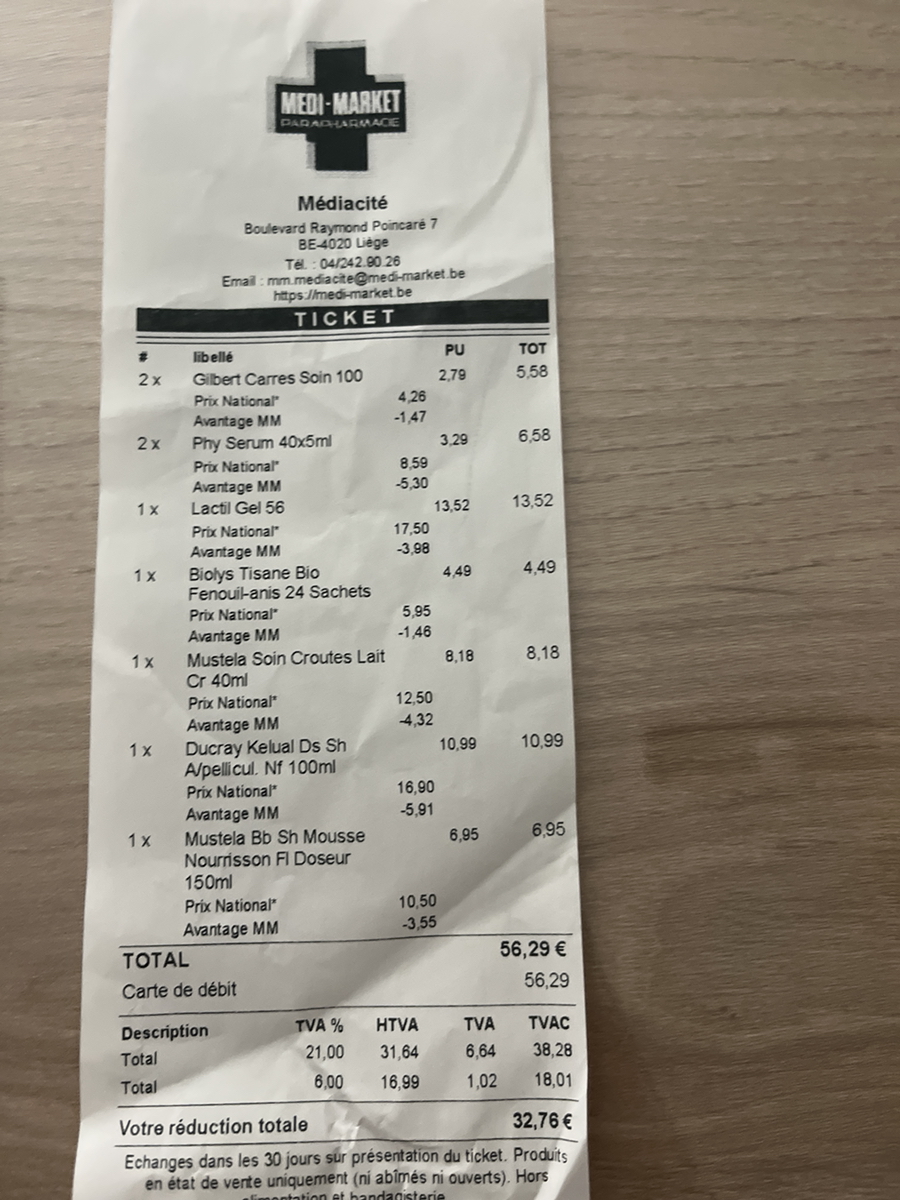 MEDI-MARKET
PARAPHARMACIE
Médiacité
Boulevard Raymond Poincaré 7
BE-4020 Liège
Tél. : 04/242.90.26
Email : mm.mediacite@medi-market.be
https://medi-market.be
TICKET
# libellé PU TOT
2 x Gilbert Carres Soin 100 2,79 5,58
Prix National* 4,26
Avantage MM -1,47
2 x Phy Serum 40x5ml 3,29 6,58
Prix National* 8,59
Avantage MM -5,30
1 x Lactil Gel 56 13,52 13,52
Prix National* 17,50
Avantage MM -3,98
1 x Biolys Tisane Bio 4,49 4,49
Fenouil-anis 24 Sachets
Prix National* 5,95
Avantage MM -1,46
1 x Mustela Soin Croutes Lait 8,18 8,18
Cr 40ml
Prix National* 12,50
Avantage MM -4,32
1 x Ducray Kelual Ds Sh 10,99 10,99
A/pellicul. Nf 100ml
Prix National* 16,90
Avantage MM -5,91
1 x Mustela Bb Sh Mousse 6,95 6,95
Nourrisson Fl Doseur
150ml
Prix National* 10,50
Avantage MM -3,55
TOTAL 56,29 €
Carte de débit 56,29
Description TVA % HTVA TVA TVAC
Total 21,00 31,64 6,64 38,28
Total 6,00 16,99 1,02 18,01
Votre réduction totale 32,76 €
Echanges dans les 30 jours sur présentation du ticket. Produits
en état de vente uniquement (ni abîmés ni ouverts). Hors
alimentation et bandagisterie